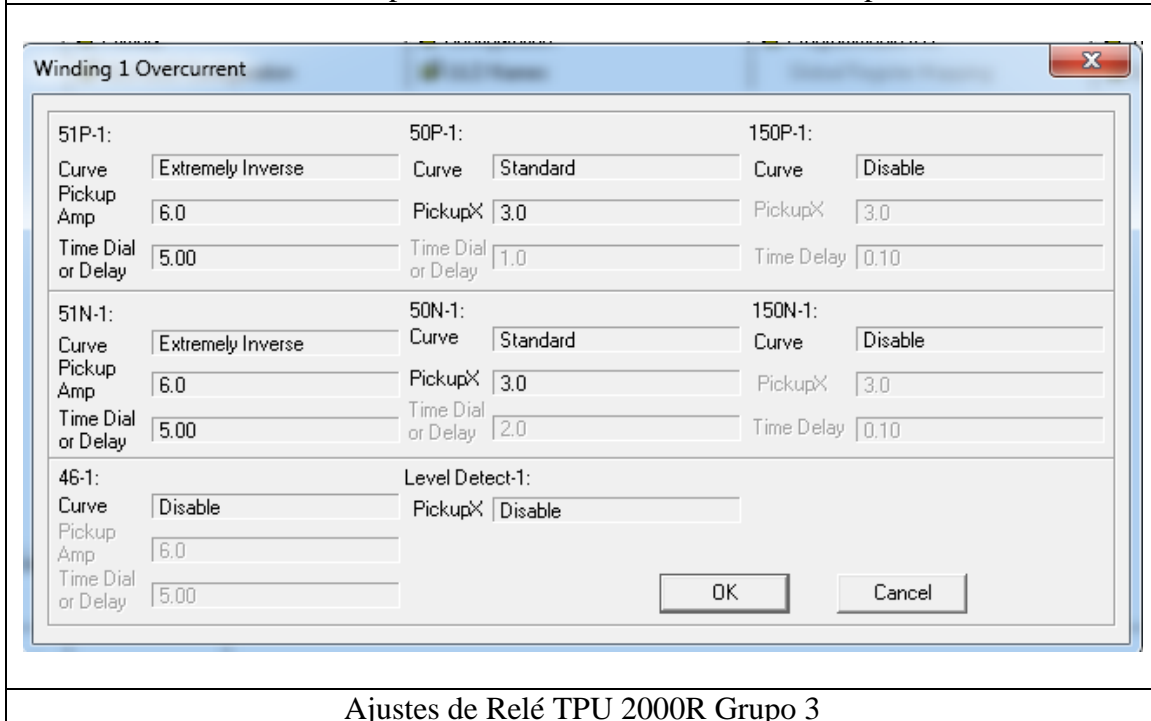 Winding 1 Overcurrent
x
51P-1:
Curve Extremely Inverse
Pickup Amp 6.0
Time Dial or Delay 5.00
50P-1:
Curve Standard
PickupX 3.0
Time Dial or Delay 1.0
150P-1:
Curve Disable
PickupX 3.0
Time Delay 0.10
51N-1:
Curve Extremely Inverse
Pickup Amp 6.0
Time Dial or Delay 5.00
50N-1:
Curve Standard
PickupX 3.0
Time Dial or Delay 2.0
150N-1:
Curve Disable
PickupX 3.0
Time Delay 0.10
46-1:
Curve Disable
Pickup Amp 6.0
Time Dial or Delay 5.00
Level Detect-1:
PickupX Disable
OK Cancel
Ajustes de Relé TPU 2000R Grupo 3